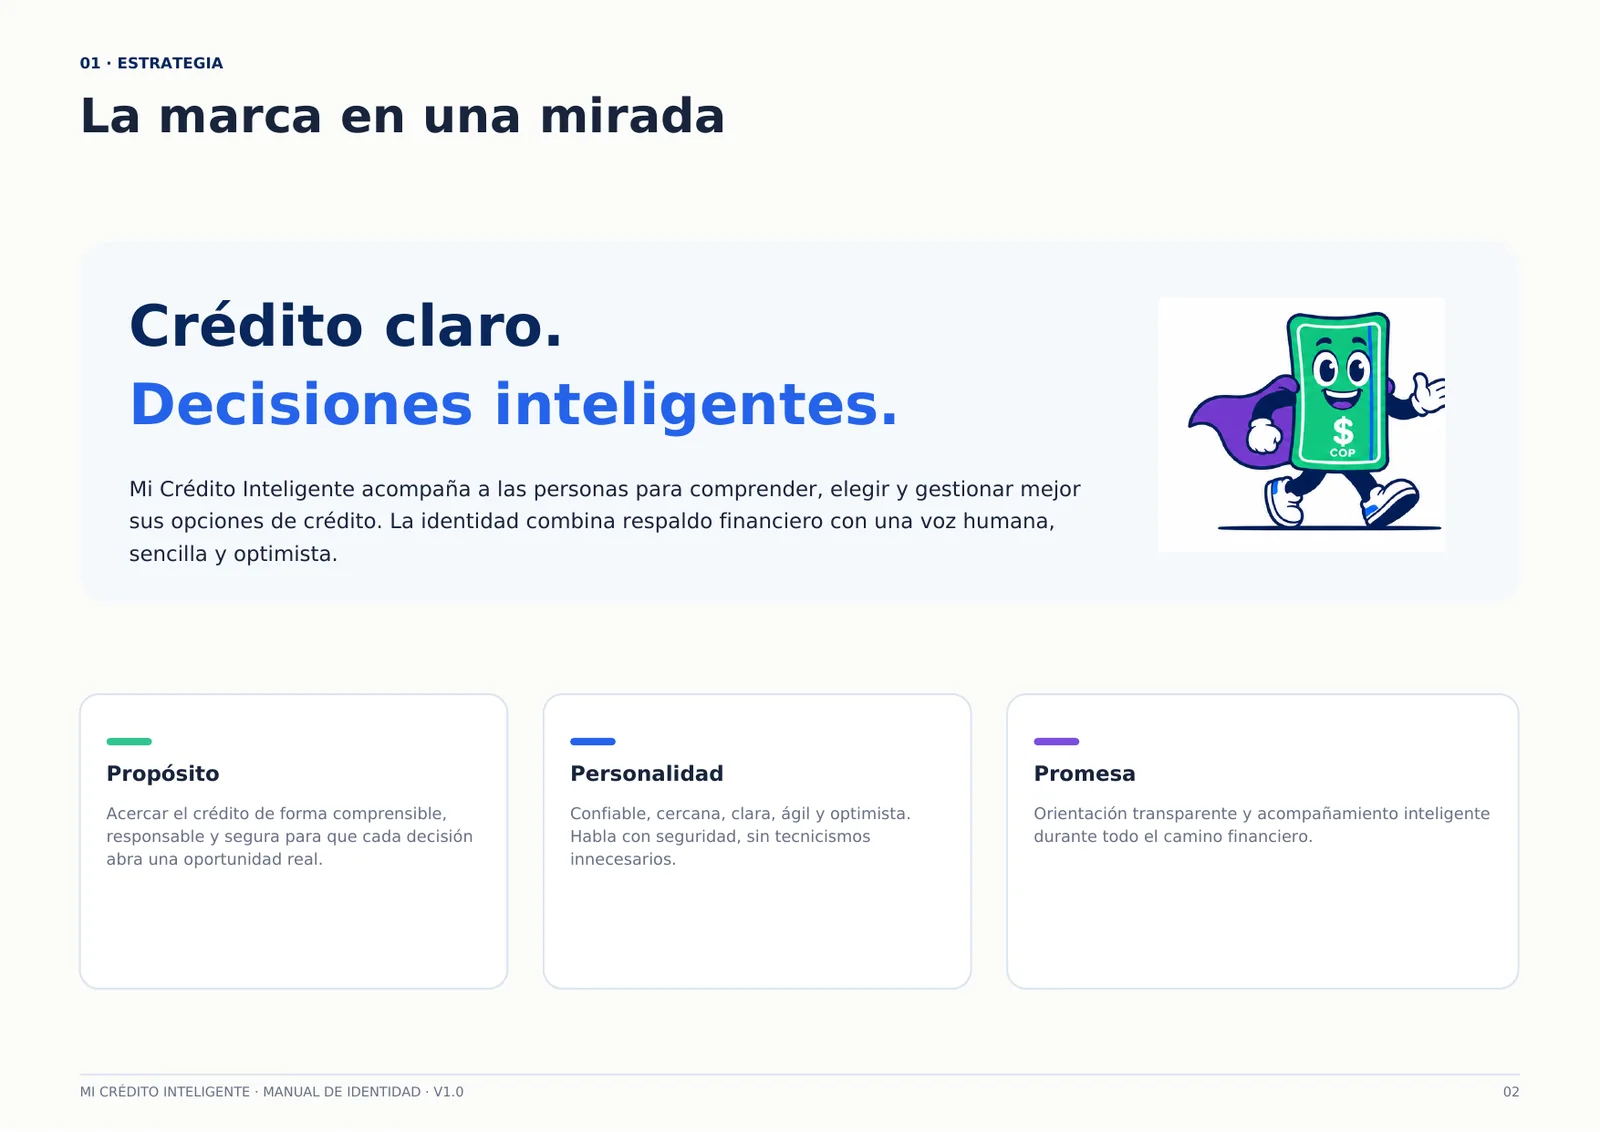 01 · ESTRATEGIA
La marca en una mirada
Crédito claro.
Decisiones inteligentes.
Mi Crédito Inteligente acompaña a las personas para comprender, elegir y gestionar mejor
sus opciones de crédito. La identidad combina respaldo financiero con una voz humana,
sencilla y optimista.
$
COP
Propósito
Acercar el crédito de forma comprensible,
responsable y segura para que cada decisión
abra una oportunidad real.
Personalidad
Confiable, cercana, clara, ágil y optimista.
Habla con seguridad, sin tecnicismos
innecesarios.
Promesa
Orientación transparente y acompañamiento inteligente
durante todo el camino financiero.
MI CRÉDITO INTELIGENTE · MANUAL DE IDENTIDAD · V1.0
02